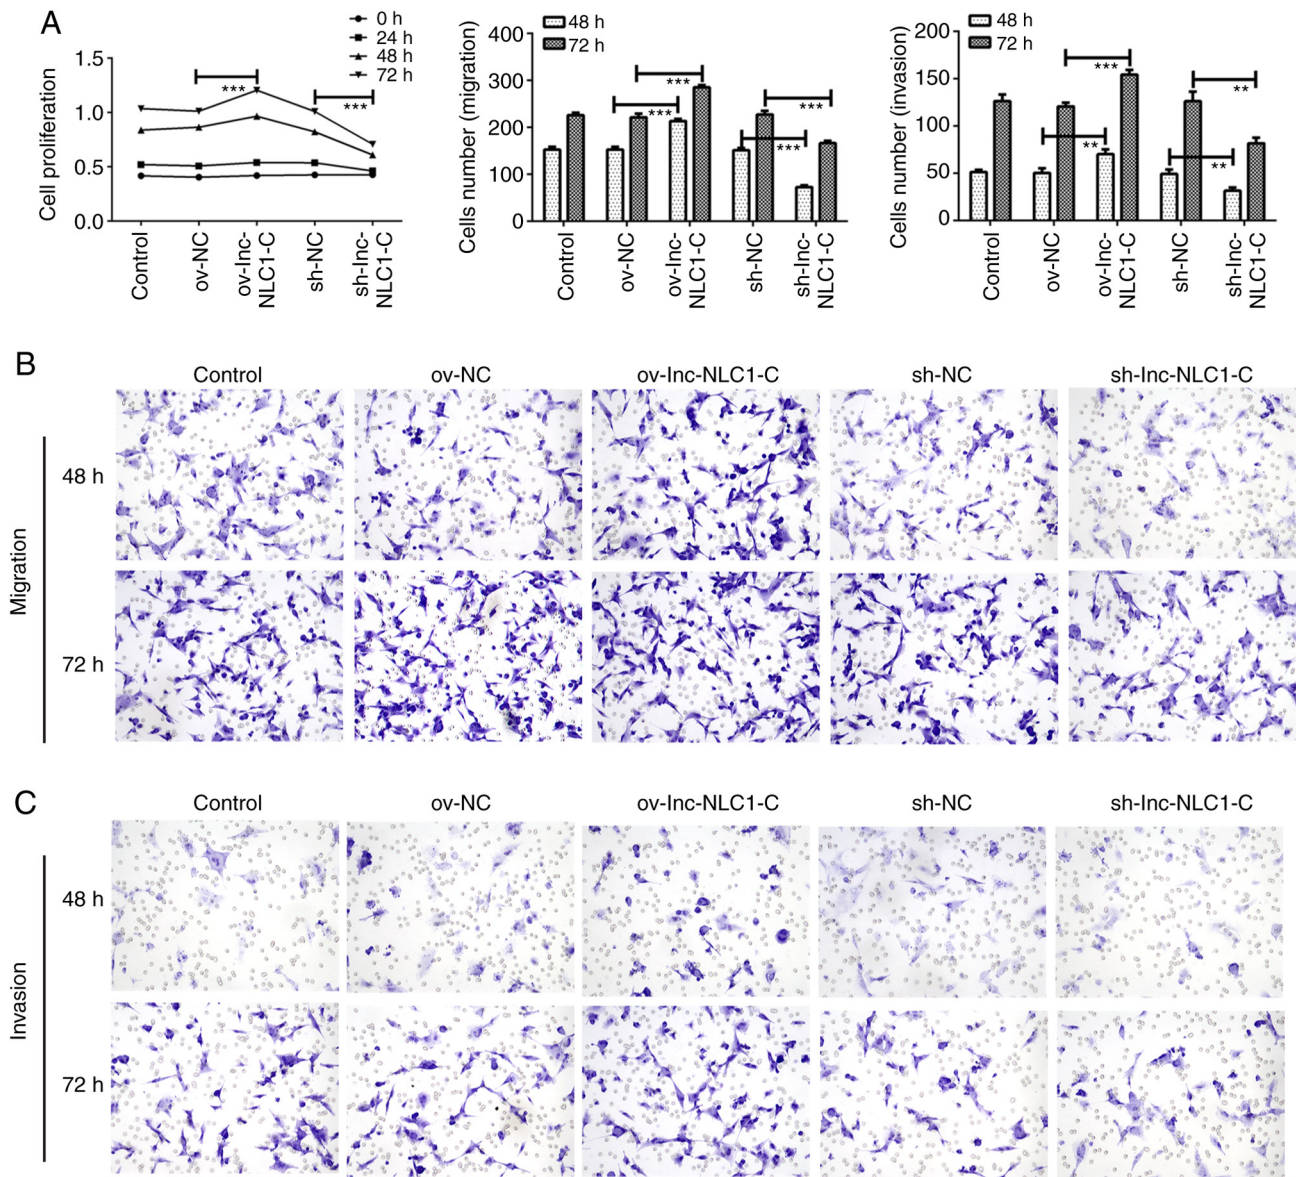 A
0 h
24 h
48 h
72 h
Cell proliferation
1.5
1.0
0.5
0.0
***
***
Control
ov-NC
ov-lnc-
NLC1-C
sh-NC
sh-lnc-
NLC1-C
48 h
72 h
Cells number (migration)
400
300
200
100
0
***
***
***
***
Control
ov-NC
ov-lnc-
NLC1-C
sh-NC
sh-lnc-
NLC1-C
48 h
72 h
Cells number (invasion)
200
150
100
50
0
***
**
**
**
Control
ov-NC
ov-lnc-
NLC1-C
sh-NC
sh-lnc-
NLC1-C
B
Control ov-NC ov-lnc-NLC1-C sh-NC sh-lnc-NLC1-C
Migration
48 h
72 h
C
Control ov-NC ov-lnc-NLC1-C sh-NC sh-lnc-NLC1-C
Invasion
48 h
72 h